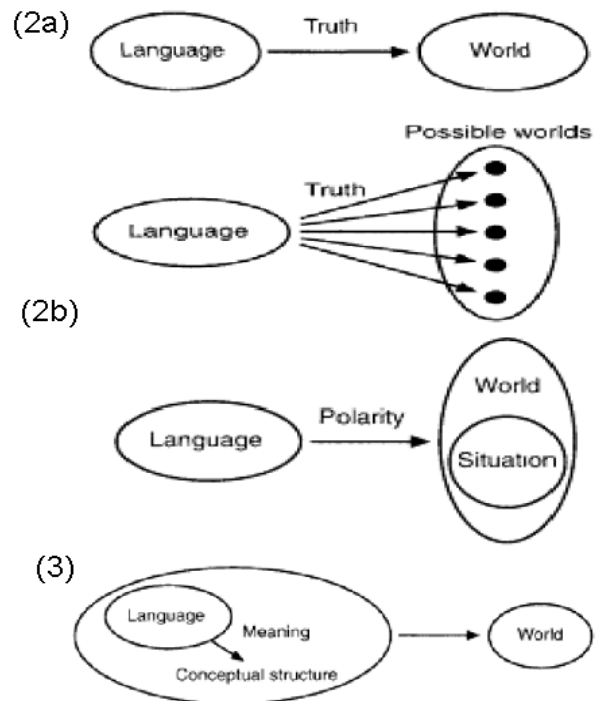 (2a)
Language
Truth
World
Possible worlds
Truth
Language
(2b)
World
Polarity
Language
Situation
(3)
Language
Meaning
World
Conceptual structure